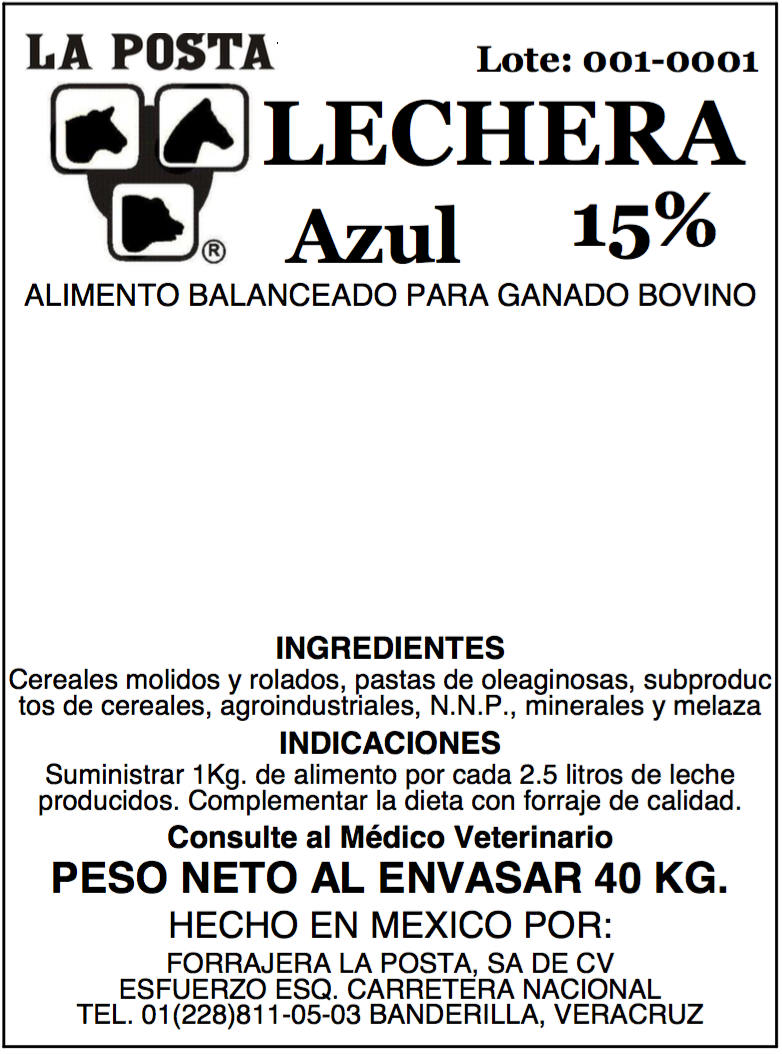 LA POSTA
Lote: 001-0001
LECHERA
Azul 15%
®
ALIMENTO BALANCEADO PARA GANADO BOVINO
INGREDIENTES
Cereales molidos y rolados, pastas de oleaginosas, subproduc
tos de cereales, agroindustriales, N.N.P., minerales y melaza
INDICACIONES
Suministrar 1Kg. de alimento por cada 2.5 litros de leche
producidos. Complementar la dieta con forraje de calidad.
Consulte al Médico Veterinario
PESO NETO AL ENVASAR 40 KG.
HECHO EN MEXICO POR:
FORRAJERA LA POSTA, SA DE CV
ESFUERZO ESQ. CARRETERA NACIONAL
TEL. 01(228)811-05-03 BANDERILLA, VERACRUZ